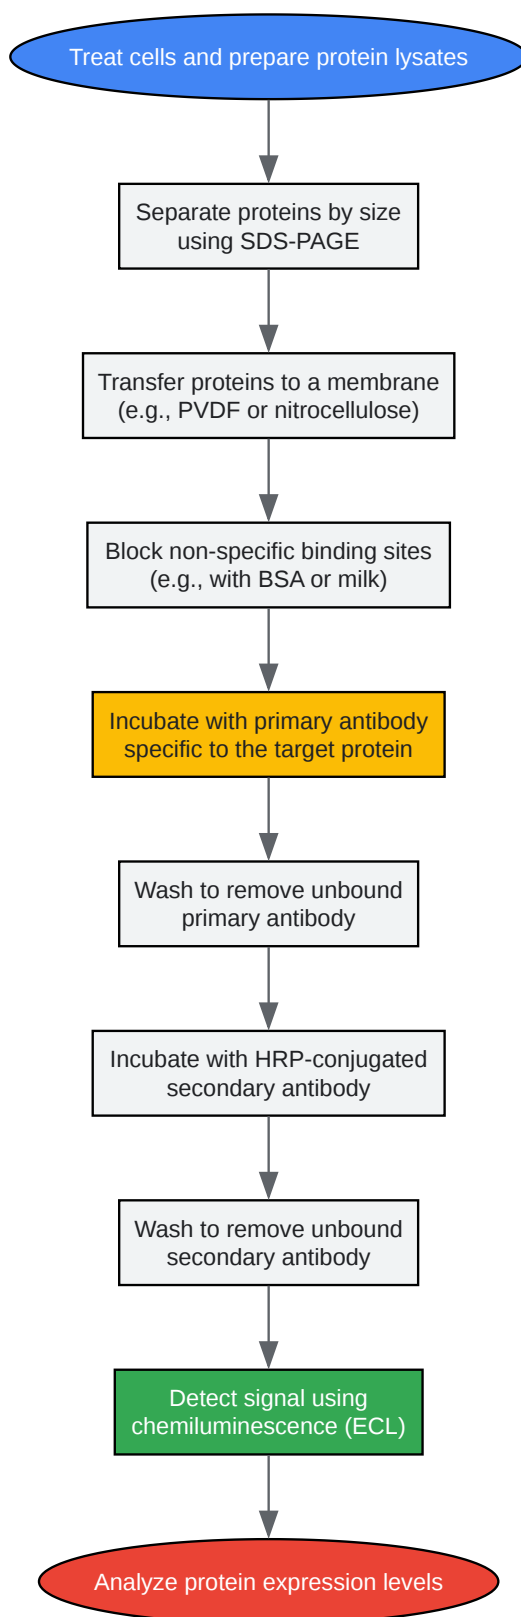 Treat cells and prepare protein lysates
Separate proteins by size
using SDS-PAGE
Transfer proteins to a membrane
(e.g., PVDF or nitrocellulose)
Block non-specific binding sites
(e.g., with BSA or milk)
Incubate with primary antibody
specific to the target protein
Wash to remove unbound
primary antibody
Incubate with HRP-conjugated
secondary antibody
Wash to remove unbound
secondary antibody
Detect signal using
chemiluminescence (ECL)
Analyze protein expression levels